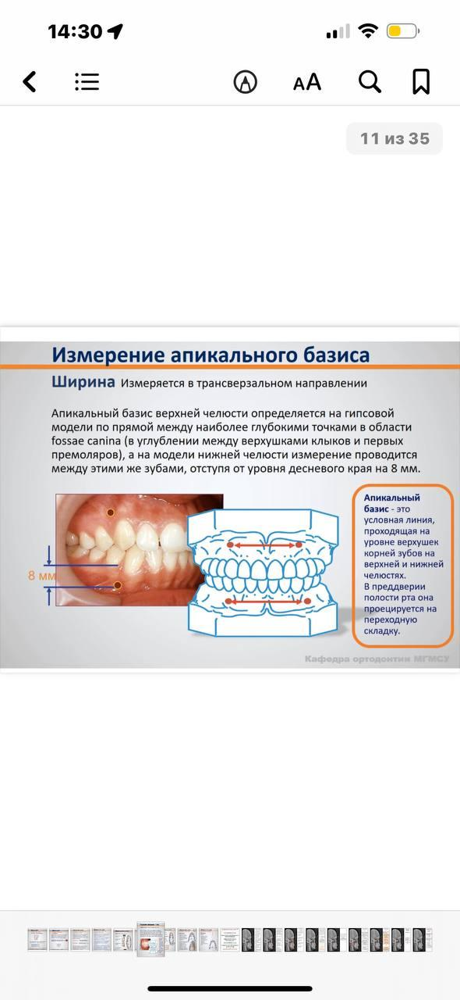 14:30
AA
11 из 35
Измерение апикального базиса
Ширина Измеряется в трансверзальном направлении
Апикальный базис верхней челюсти определяется на гипсовой
модели по прямой между наиболее глубокими точками в области
fossae canina (в углублении между верхушками клыков и первых
премоляров), а на модели нижней челюсти измерение проводится
между этими же зубами, отступя от уровня десневого края на 8 мм.
8 мм
Апикальный
базис - это
условная линия,
проходящая на
уровне верхушек
корней зубов на
верхней и нижней
челюстях.
В преддверии
полости рта она
проецируется на
переходную
складку.
Кафедра ортодонтии МГМСУ